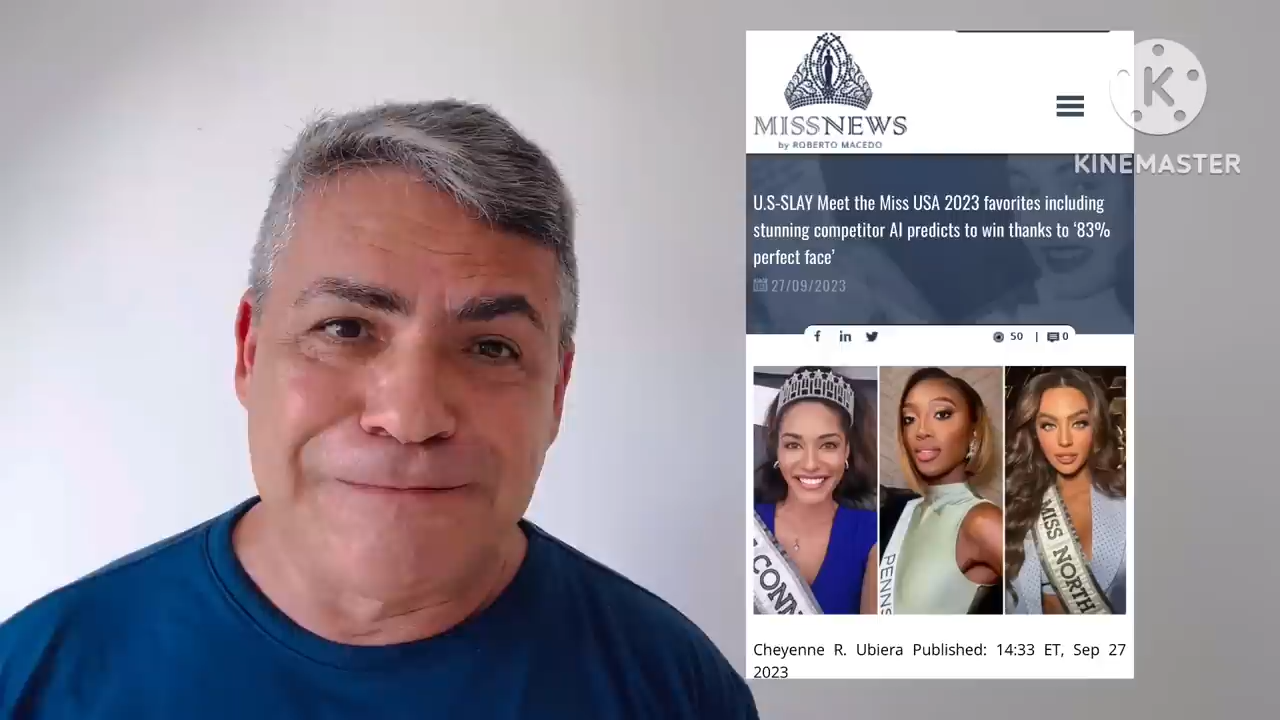 MISSNEWS
by ROBERTO MACEDO
K
KINEMASTER
U.S-SLAY Meet the Miss USA 2023 favorites including
stunning competitor AI predicts to win thanks to ‘83%
perfect face’
27/09/2023
f in 50 | 0
CONN
PENNS
MISS NORTH
Cheyenne R. Ubiera Published: 14:33 ET, Sep 27
2023